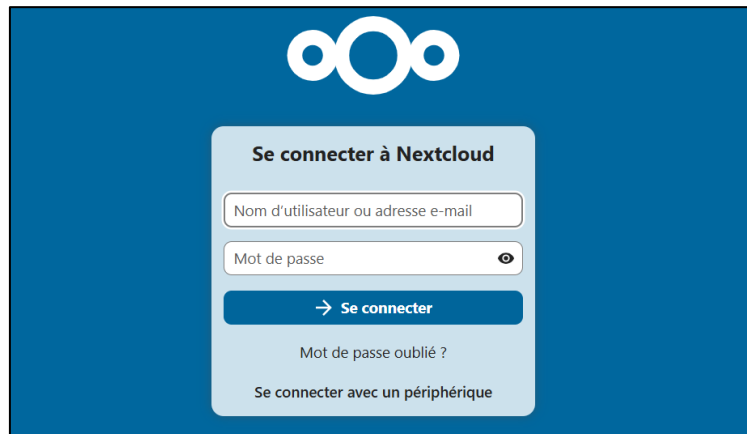 Se connecter à Nextcloud
Nom d'utilisateur ou adresse e-mail
Mot de passe
Se connecter
Mot de passe oublié ?
Se connecter avec un périphérique